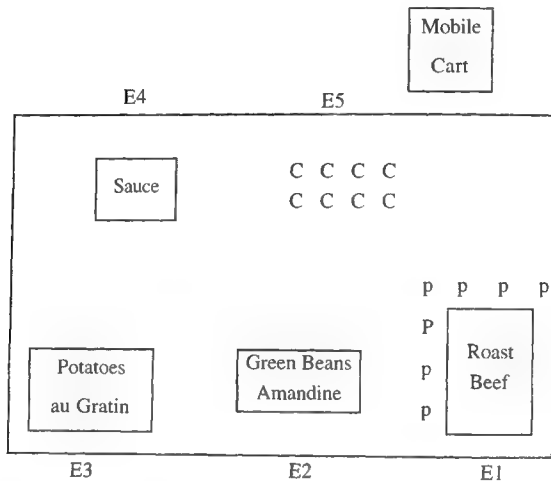 Mobile
Cart
E4 E5
Sauce
C C C C
C C C C
p p p p
P
p
p
Roast
Beef
Potatoes
au Gratin
Green Beans
Amandine
E3 E2 E1